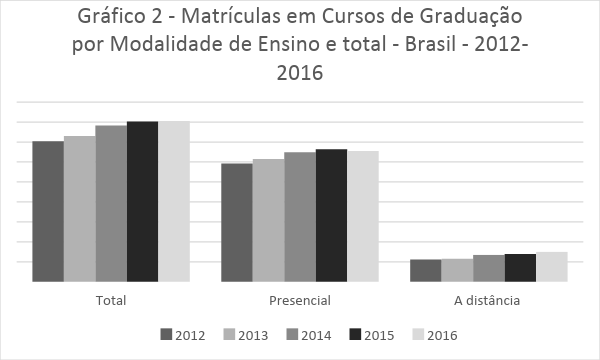 Gráfico 2 - Matrículas em Cursos de Graduação
por Modalidade de Ensino e total - Brasil - 2012-
2016
Total Presencial A distância
2012 2013 2014 2015 2016